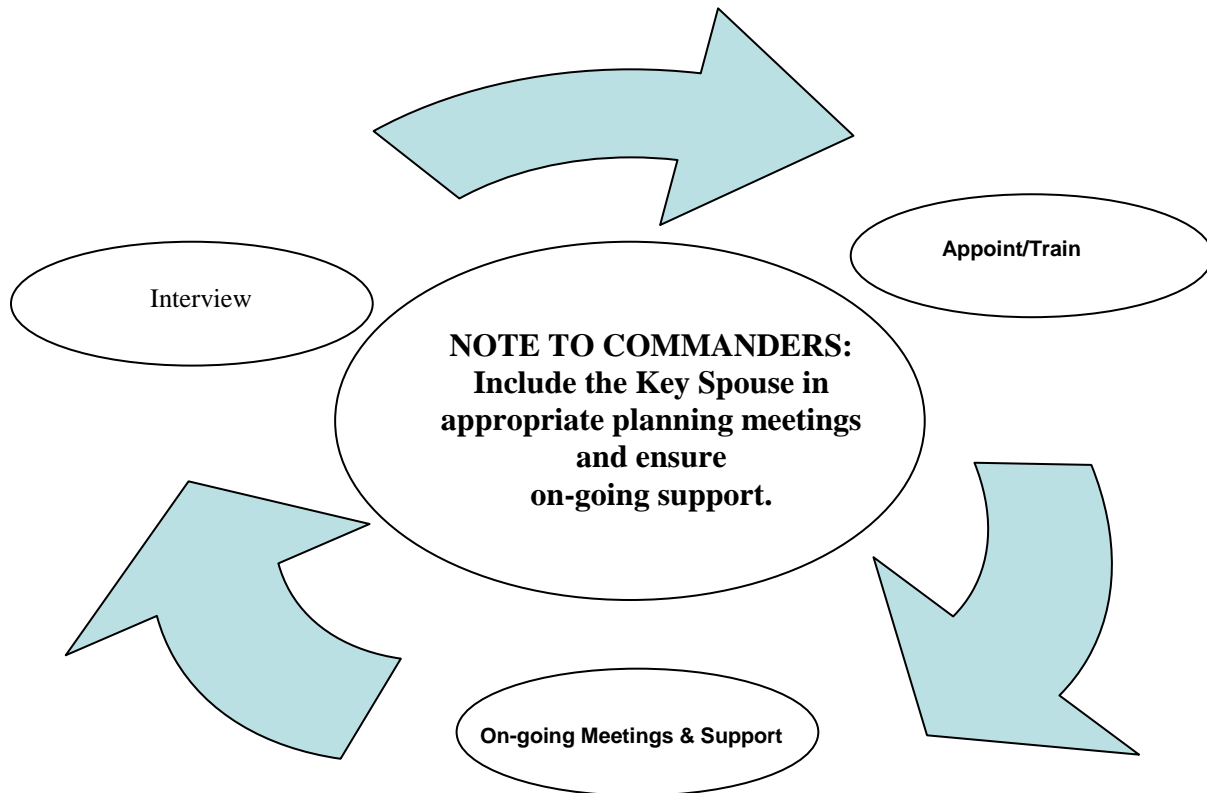 Appoint/Train
Interview
NOTE TO COMMANDERS:
Include the Key Spouse in
appropriate planning meetings
and ensure
on-going support.
On-going Meetings & Support